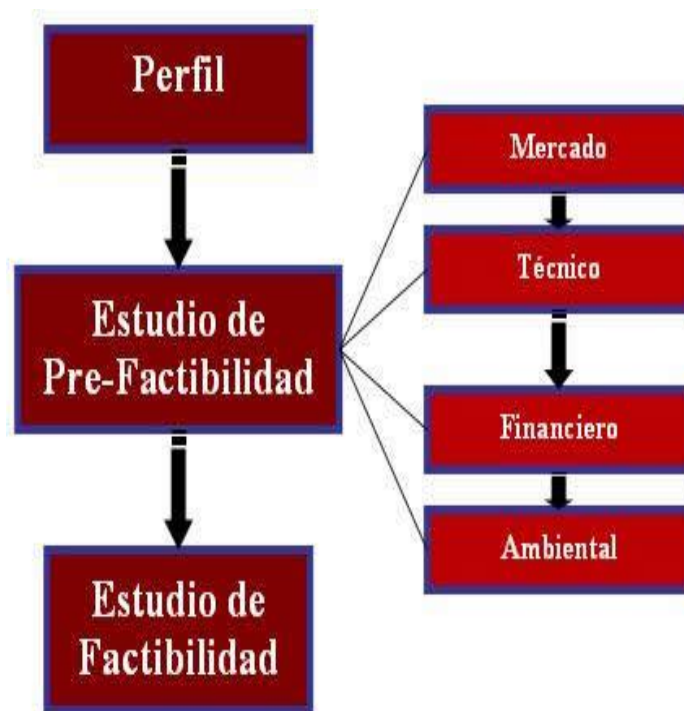 Perfil
Mercado
Técnico
Estudio de
Pre-Factibilidad
Financiero
Ambiental
Estudio de
Factibilidad